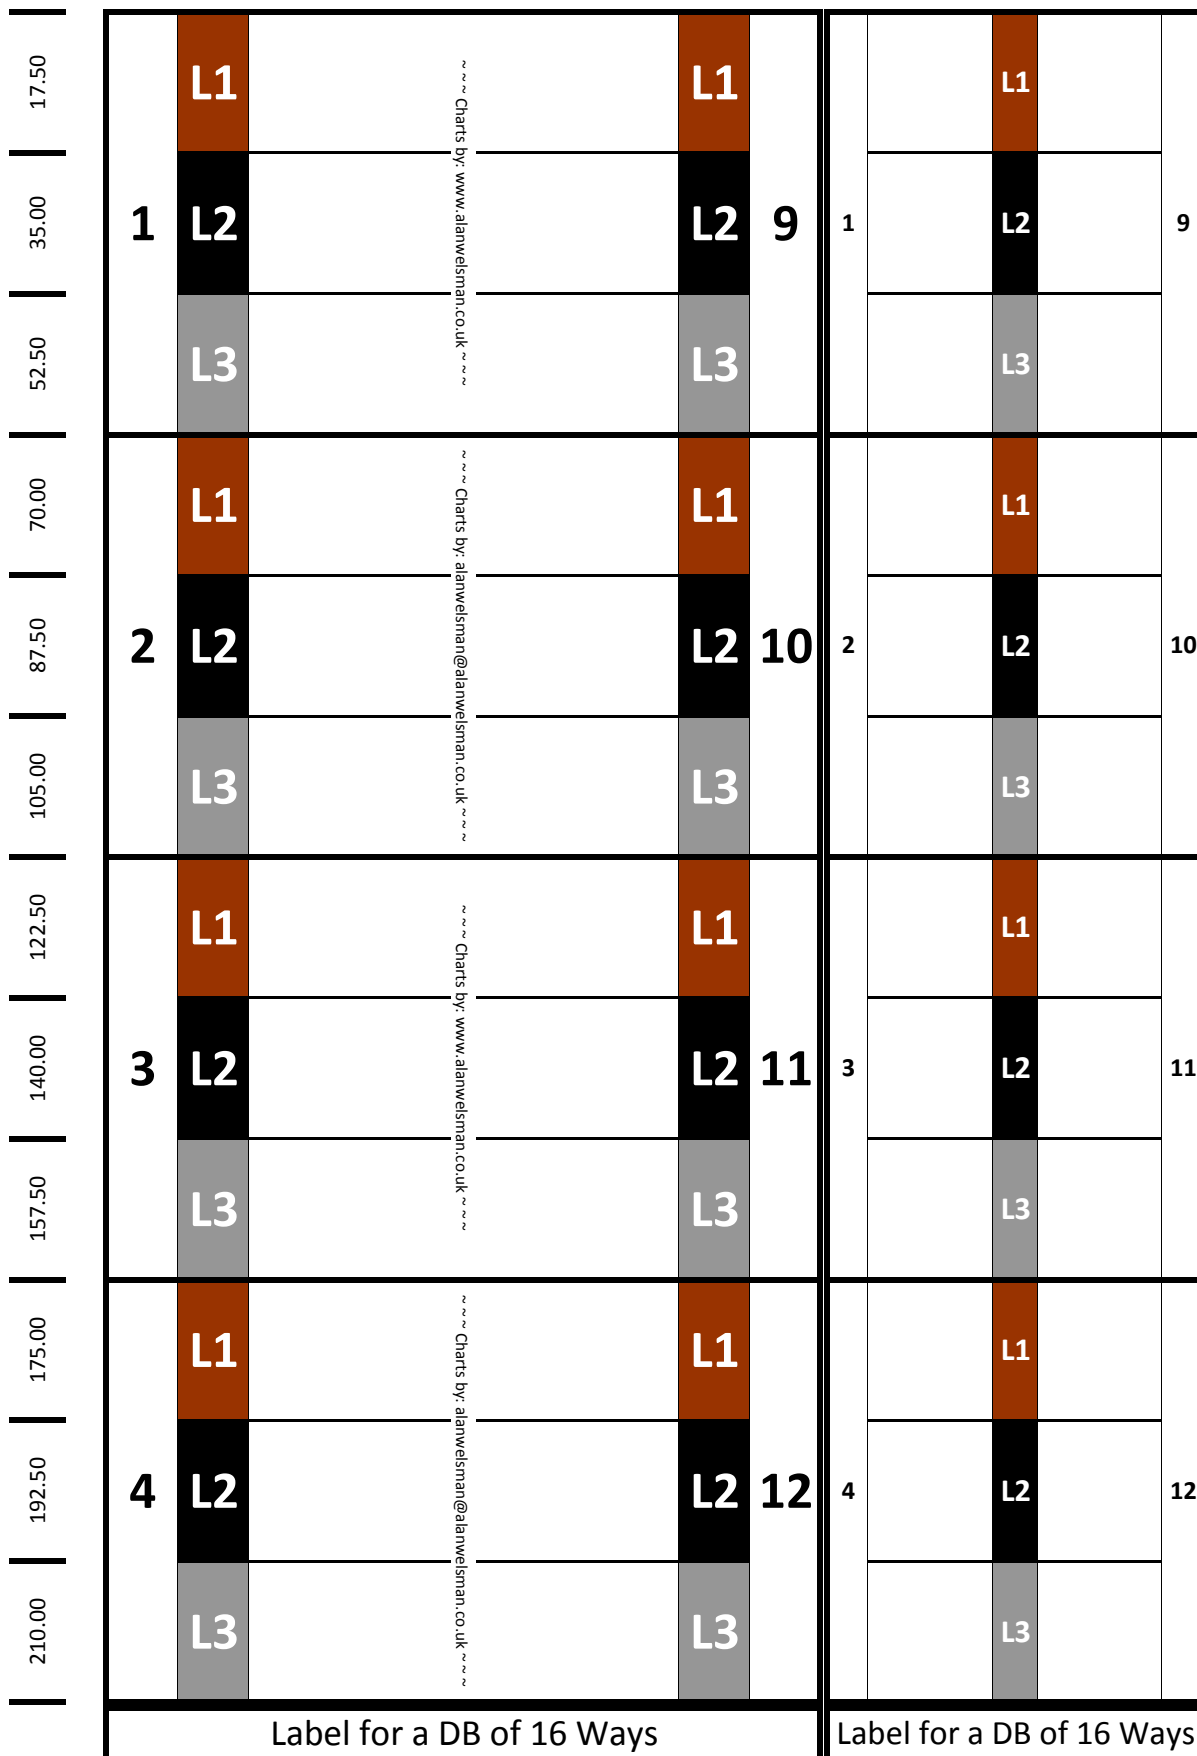 17.50 L1 L1 L1
35.00 1 L2 L2 9 1 L2 9
52.50 L3 L3 L3
~ ~ ~ Charts by: www.alanwelsman.co.uk ~ ~ ~
70.00 L1 L1 L1
87.50 2 L2 L2 10 2 L2 10
105.00 L3 L3 L3
~ ~ ~ Charts by: alanwelsman@alanwelsman.co.uk ~ ~ ~
122.50 L1 L1 L1
140.00 3 L2 L2 11 3 L2 11
157.50 L3 L3 L3
~ ~ ~ Charts by: www.alanwelsman.co.uk ~ ~ ~
175.00 L1 L1 L1
192.50 4 L2 L2 12 4 L2 12
210.00 L3 L3 L3
~ ~ ~ Charts by: alanwelsman@alanwelsman.co.uk ~ ~ ~
Label for a DB of 16 Ways Label for a DB of 16 Ways